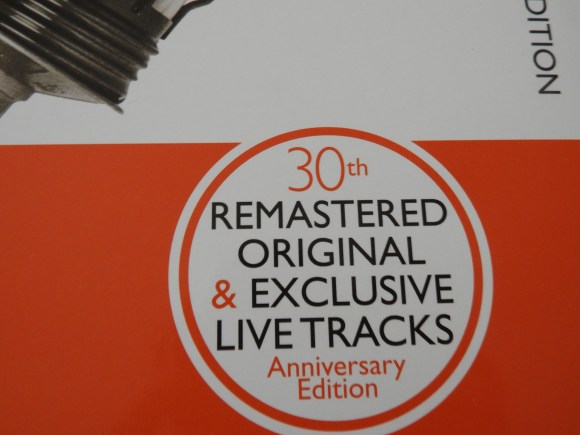 DITION
30th
REMASTERED
ORIGINAL
& EXCLUSIVE
LIVE TRACKS
Anniversary
Edition